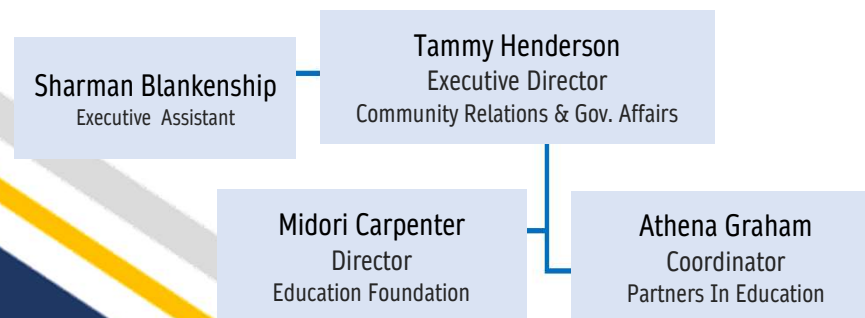 Tammy Henderson
Executive Director
Community Relations & Gov. Affairs
Sharman Blankenship
Executive Assistant
Midori Carpenter
Director
Education Foundation
Athena Graham
Coordinator
Partners In Education